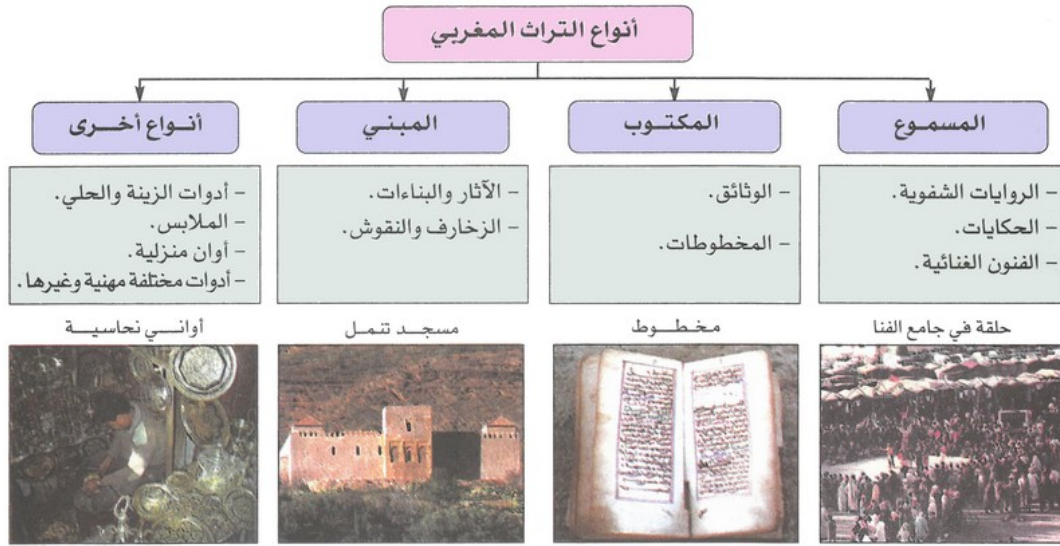 أنواع التراث المغربي
المسموع
المكتوب
المبني
أنواع أخرى
– الروايات الشفوية.
– الحكايات.
– الفنون الغنائية.
– الوثائق.
– المخطوطات.
– الآثار والبناءات.
– الزخارف والنقوش.
– أدوات الزينة والحلي.
– الملابس.
– أوان منزلية.
– أدوات مختلفة مهنية وغيرها.
حلقة في جامع الفنا
مخطوط
مسجد تنمل
أواني نحاسية